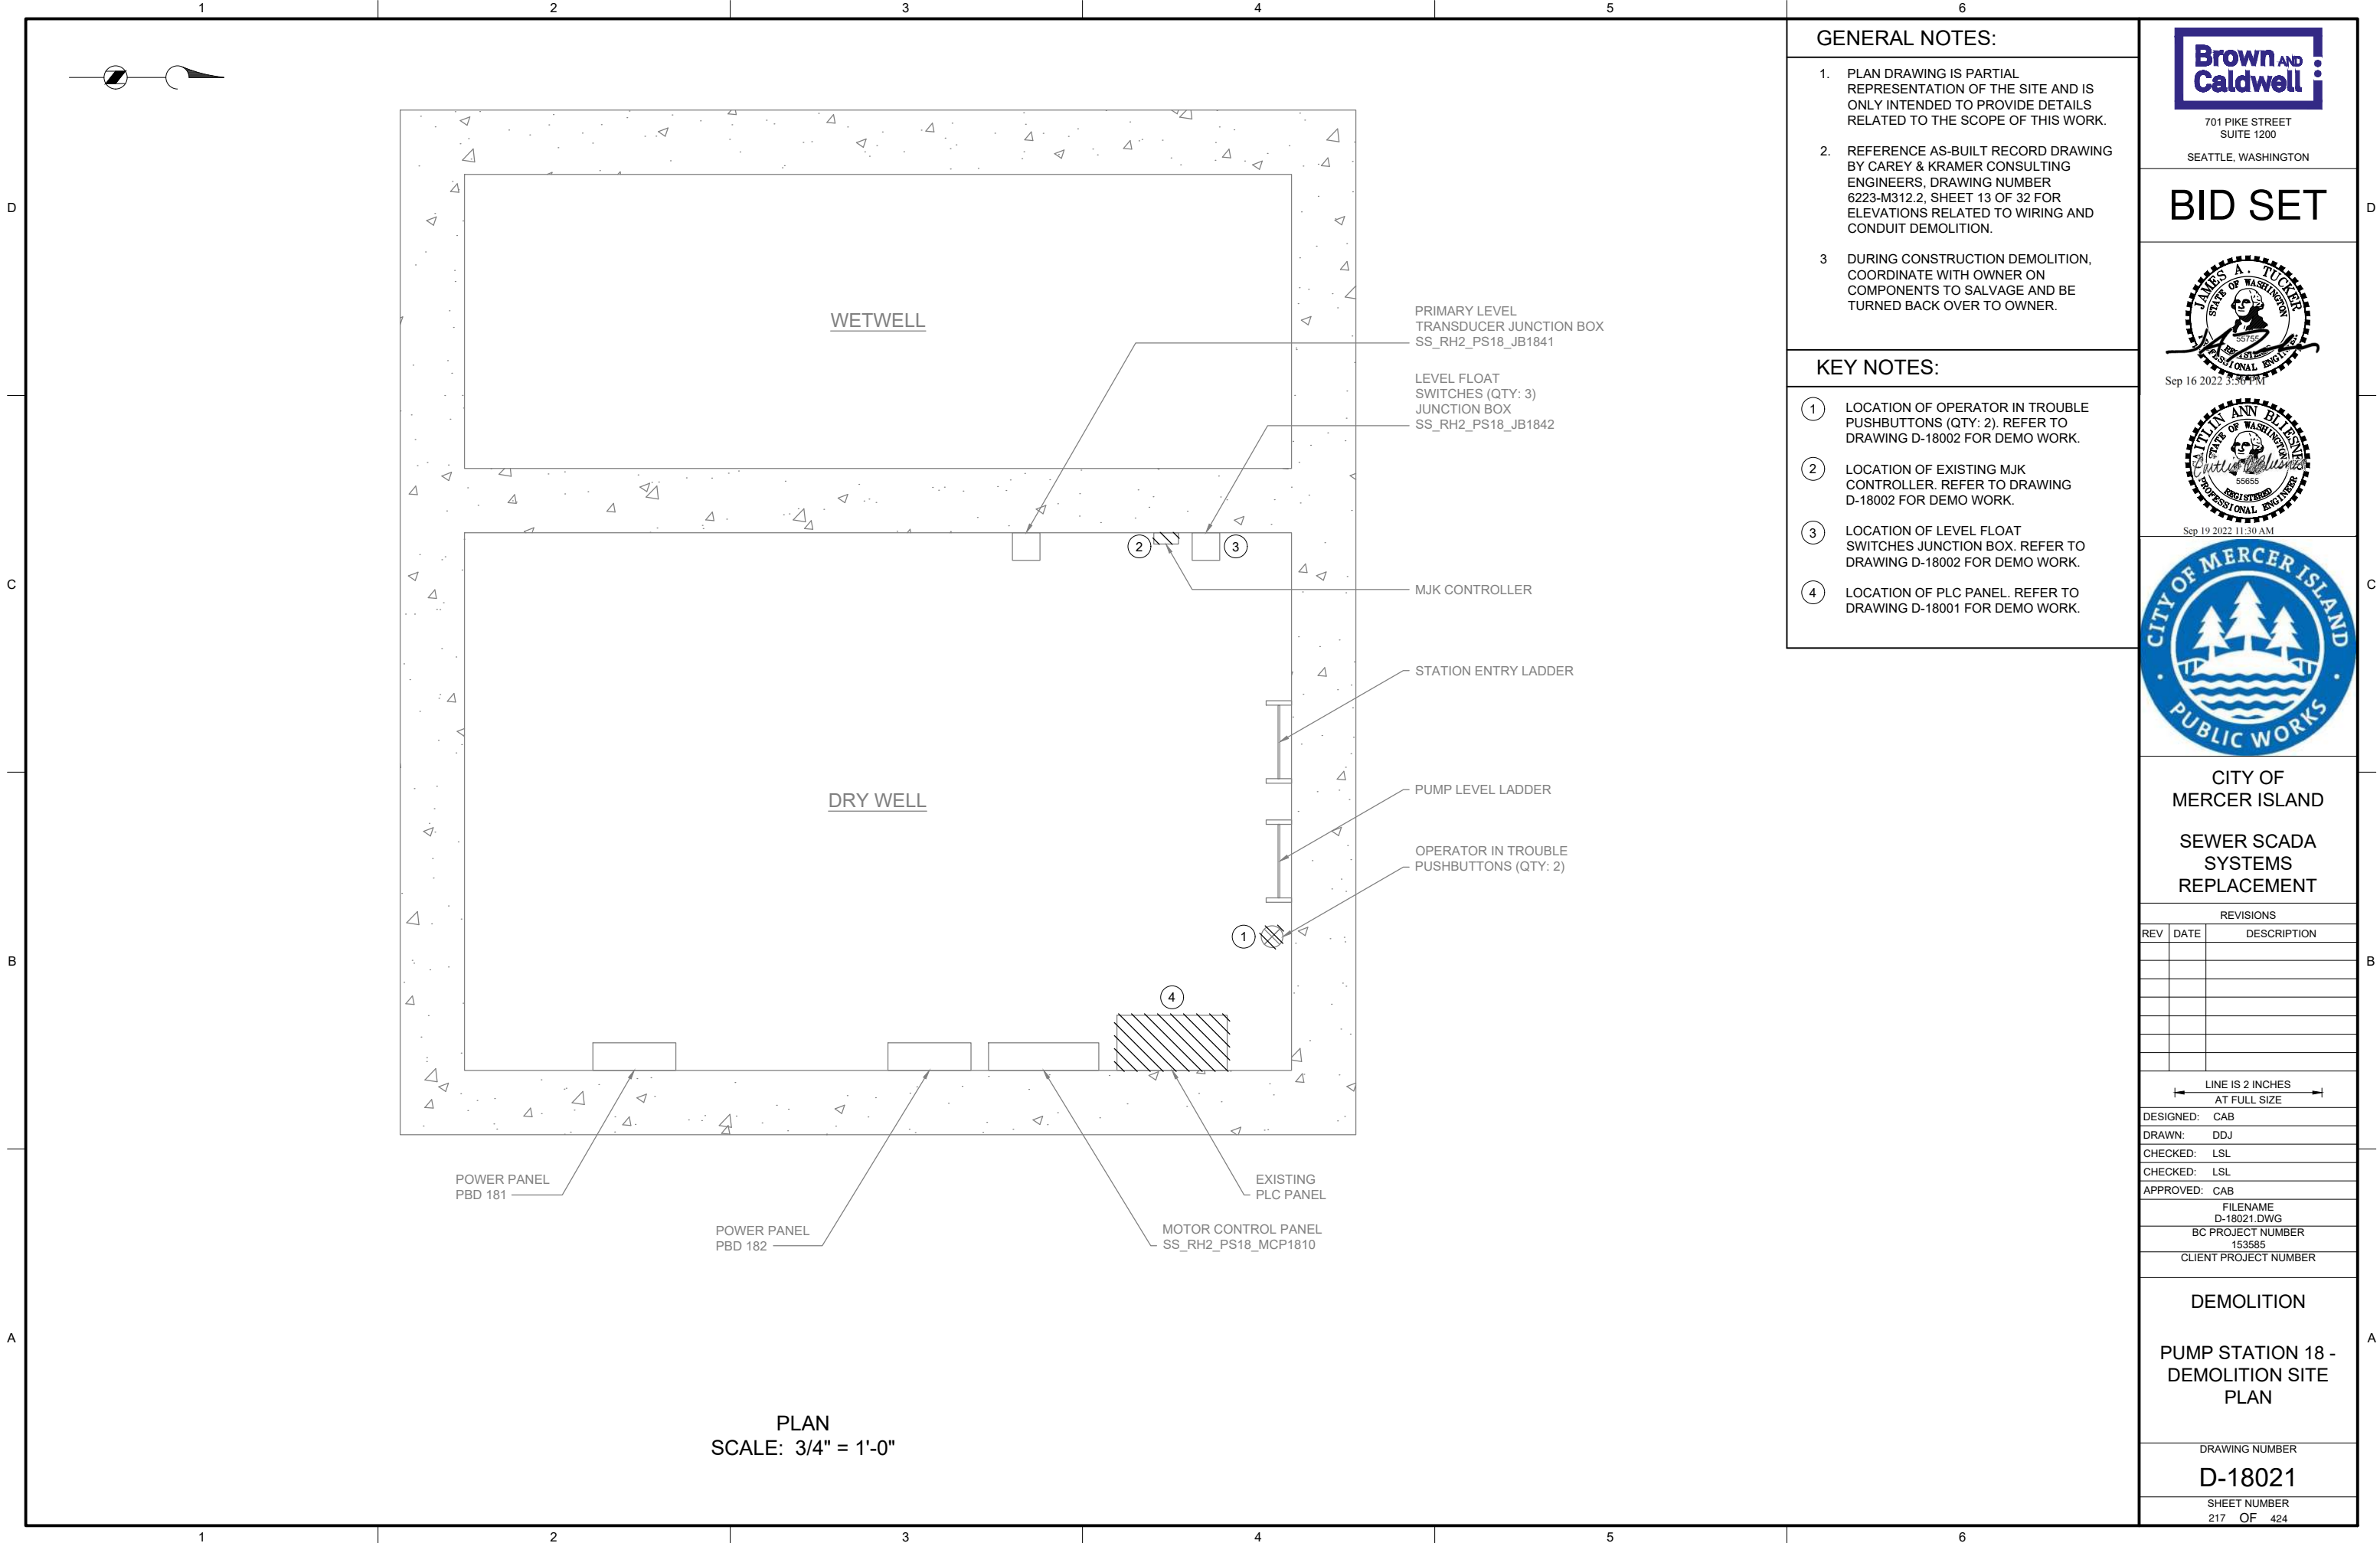 1 2 3 4 5 6
D
C
B
A
WETWELL
PRIMARY LEVEL
TRANSDUCER JUNCTION BOX
SS_RH2_PS18_JB1841
LEVEL FLOAT
SWITCHES (QTY: 3)
JUNCTION BOX
SS_RH2_PS18_JB1842
2
3
MJK CONTROLLER
STATION ENTRY LADDER
DRY WELL
PUMP LEVEL LADDER
OPERATOR IN TROUBLE
PUSHBUTTONS (QTY: 2)
1
4
POWER PANEL
PBD 181
POWER PANEL
PBD 182
EXISTING
PLC PANEL
MOTOR CONTROL PANEL
SS_RH2_PS18_MCP1810
PLAN
SCALE: 3/4" = 1'-0"
GENERAL NOTES:
1. PLAN DRAWING IS PARTIAL
REPRESENTATION OF THE SITE AND IS
ONLY INTENDED TO PROVIDE DETAILS
RELATED TO THE SCOPE OF THIS WORK.
2. REFERENCE AS-BUILT RECORD DRAWING
BY CAREY & KRAMER CONSULTING
ENGINEERS, DRAWING NUMBER
6223-M312.2, SHEET 13 OF 32 FOR
ELEVATIONS RELATED TO WIRING AND
CONDUIT DEMOLITION.
3 DURING CONSTRUCTION DEMOLITION,
COORDINATE WITH OWNER ON
COMPONENTS TO SALVAGE AND BE
TURNED BACK OVER TO OWNER.
KEY NOTES:
1 LOCATION OF OPERATOR IN TROUBLE
PUSHBUTTONS (QTY: 2). REFER TO
DRAWING D-18002 FOR DEMO WORK.
2 LOCATION OF EXISTING MJK
CONTROLLER. REFER TO DRAWING
D-18002 FOR DEMO WORK.
3 LOCATION OF LEVEL FLOAT
SWITCHES JUNCTION BOX. REFER TO
DRAWING D-18002 FOR DEMO WORK.
4 LOCATION OF PLC PANEL. REFER TO
DRAWING D-18001 FOR DEMO WORK.
Brown AND
Caldwell
701 PIKE STREET
SUITE 1200
SEATTLE, WASHINGTON
BID SET
JAMES A. TUCKER
STATE OF WASHINGTON
55755
REGISTERED
PROFESSIONAL ENGINEER
Sep 16 2022 3:56 PM
CAITLIN ANN BLIESNER
STATE OF WASHINGTON
55655
REGISTERED
PROFESSIONAL ENGINEER
Sep 19 2022 11:30 AM
CITY OF MERCER ISLAND
PUBLIC WORKS
CITY OF
MERCER ISLAND
SEWER SCADA
SYSTEMS
REPLACEMENT
REVISIONS
REV DATE DESCRIPTION
LINE IS 2 INCHES
AT FULL SIZE
DESIGNED: CAB
DRAWN: DDJ
CHECKED: LSL
CHECKED: LSL
APPROVED: CAB
FILENAME
D-18021.DWG
BC PROJECT NUMBER
153585
CLIENT PROJECT NUMBER
DEMOLITION
PUMP STATION 18 -
DEMOLITION SITE
PLAN
DRAWING NUMBER
D-18021
SHEET NUMBER
217 OF 424
D
C
B
A
1 2 3 4 5 6